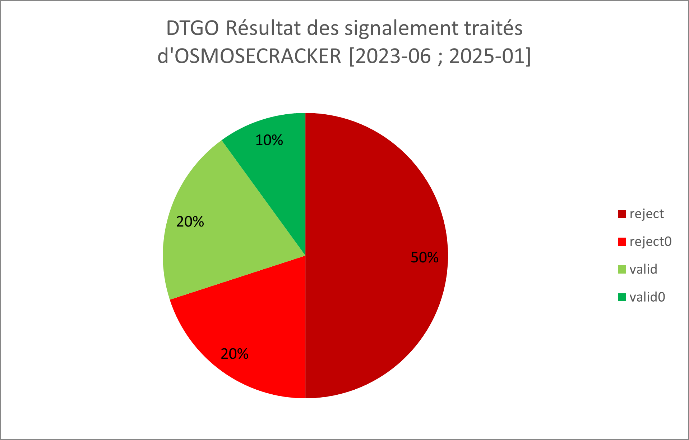 DTGO Résultat des signalement traités
d'OSMOSECRACKER [2023-06 ; 2025-01]
10%
20%
50%
20%
reject
reject0
valid
valid0